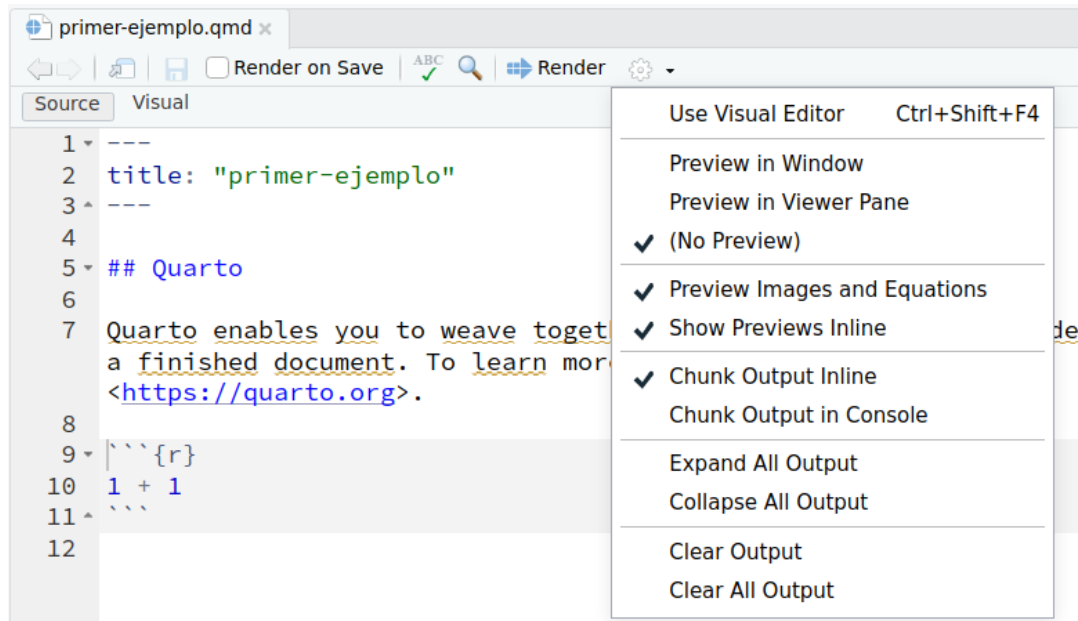 primer-ejemplo.qmd
Render on Save ABC Render
Source Visual
1 ---
2 title: "primer-ejemplo"
3 ---
4
5 ## Quarto
6
7 Quarto enables you to weave
a finished document. To learn
<https://quarto.org>.
8
9 ```{r}
10 1 + 1
11 ```
12
Use Visual Editor Ctrl+Shift+F4
Preview in Window
Preview in Viewer Pane
(No Preview)
Preview Images and Equations
Show Previews Inline
Chunk Output Inline
Chunk Output in Console
Expand All Output
Collapse All Output
Clear Output
Clear All Output